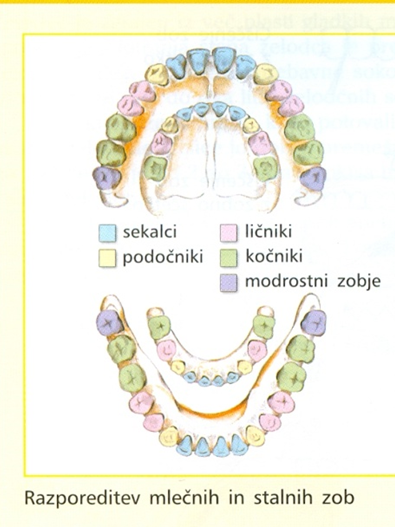 sekalci
ličniki
podočniki
kočniki
modrostni zobje
Razporeditev mlečnih in stalnih zob